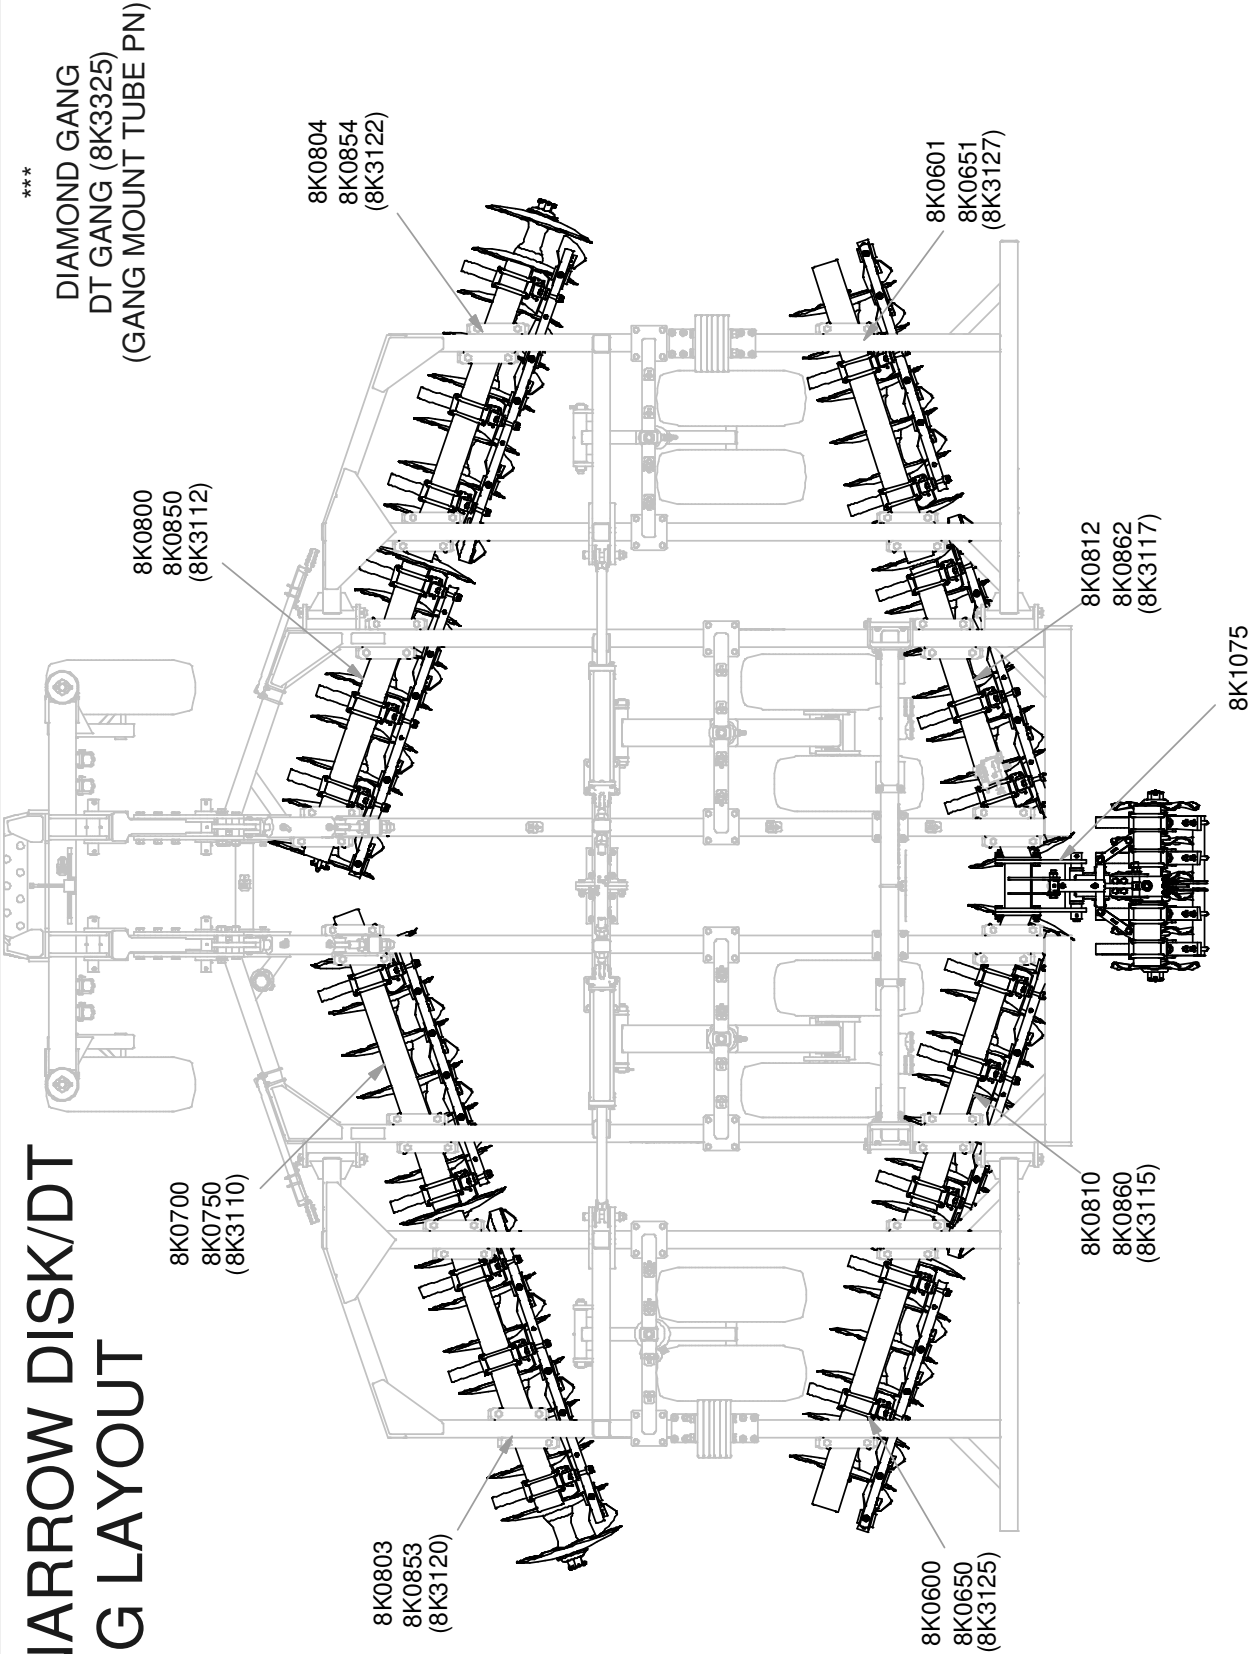 IARROW DISK/DT
G LAYOUT
***
DIAMOND GANG
DT GANG (8K3325)
(GANG MOUNT TUBE PN)
8K0803
8K0853
(8K3120)
8K0700
8K0750
(8K3110)
8K0800
8K0850
(8K3112)
8K0804
8K0854
(8K3122)
8K0600
8K0650
(8K3125)
8K0810
8K0860
(8K3115)
8K0812
8K0862
(8K3117)
8K0601
8K0651
(8K3127)
8K1075